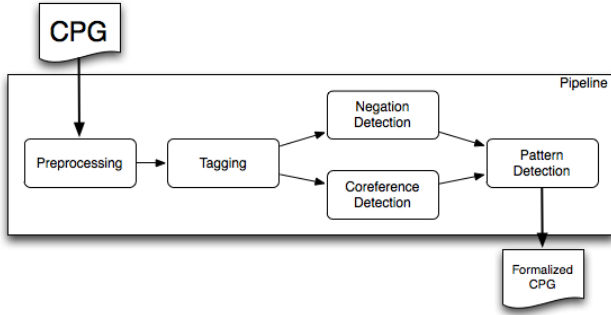 CPG
Pipeline
Preprocessing
Tagging
Negation
Detection
Coreference
Detection
Pattern
Detection
Formalized
CPG